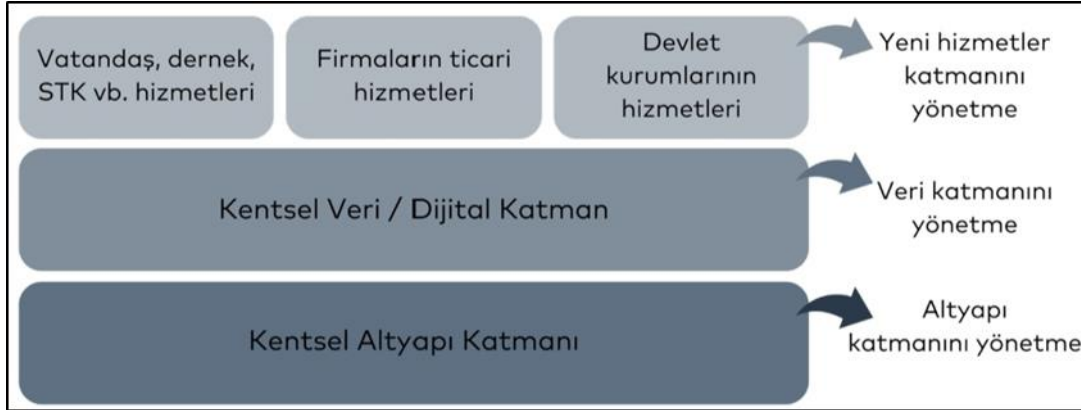 Vatandaş, dernek,
STK vb. hizmetleri
Firmaların ticari
hizmetleri
Devlet
kurumlarının
hizmetleri
Yeni hizmetler
katmanını
yönetme
Kentsel Veri / Dijital Katman
Veri katmanını
yönetme
Kentsel Altyapı Katmanı
Altyapı
katmanını yönetme